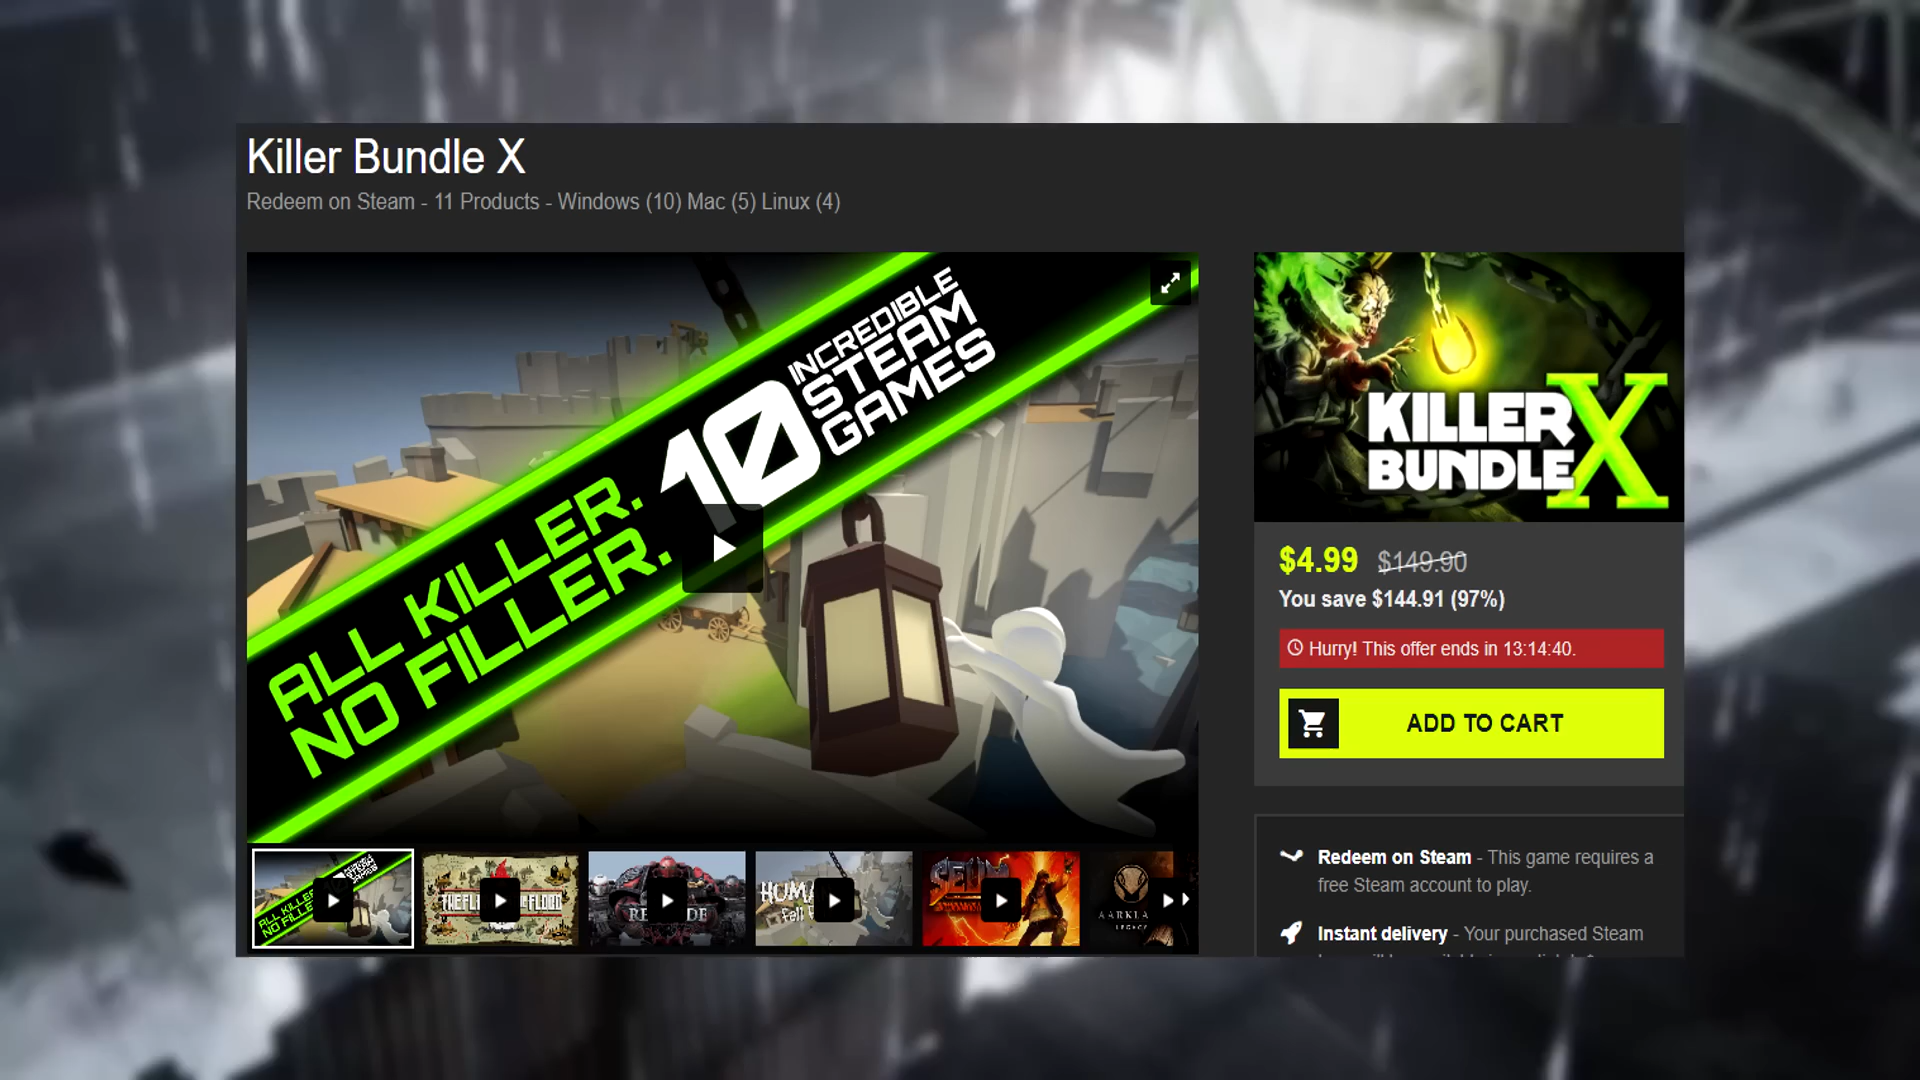 Killer Bundle X
Redeem on Steam - 11 Products - Windows (10) Mac (5) Linux (4)
ALL KILLER.
NO FILLER.
10
INCREDIBLE
STEAM
GAMES
KILLER
BUNDLE
X
$4.99 $149.90
You save $144.91 (97%)
Hurry! This offer ends in 13:14:40.
ADD TO CART
Redeem on Steam - This game requires a
free Steam account to play.
Instant delivery - Your purchased Steam